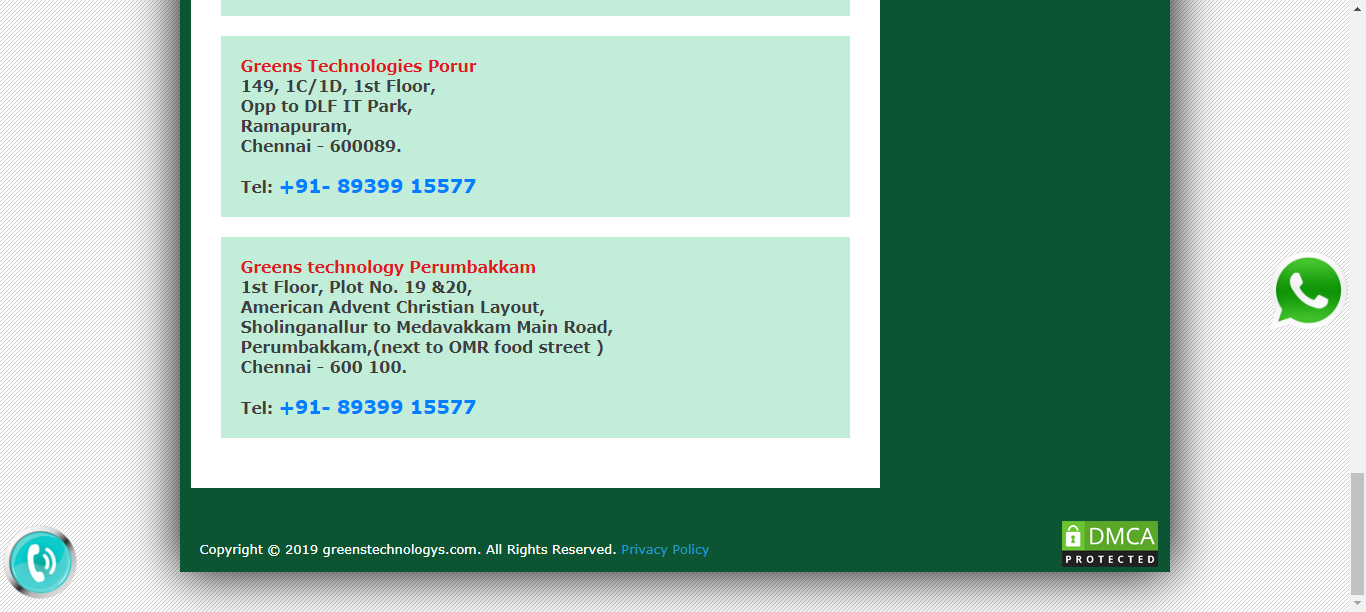 Greens Technologies Porur
149, 1C/1D, 1st Floor,
Opp to DLF IT Park,
Ramapuram,
Chennai - 600089.
Tel: +91- 89399 15577
Greens technology Perumbakkam
1st Floor, Plot No. 19 &20,
American Advent Christian Layout,
Sholinganallur to Medavakkam Main Road,
Perumbakkam,(next to OMR food street )
Chennai - 600 100.
Tel: +91- 89399 15577
Copyright © 2019 greenstechnologys.com. All Rights Reserved. Privacy Policy
DMCA
PROTECTED